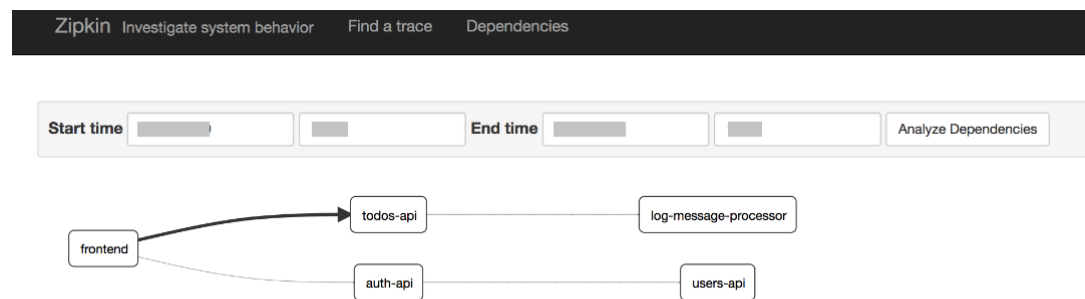 Zipkin Investigate system behavior Find a trace Dependencies
Start time End time Analyze Dependencies
todos-api log-message-processor
frontend
auth-api users-api